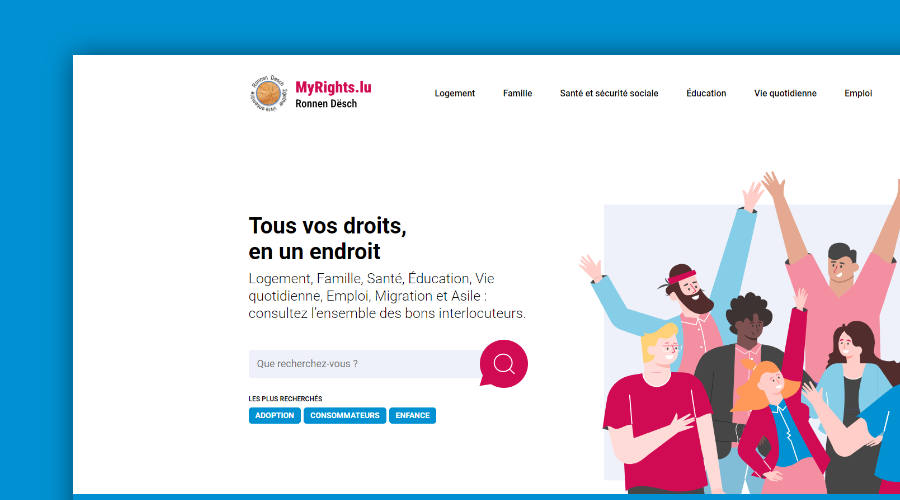 Ronnen Dësch
MyRights.lu
Ronnen Dësch
Logement
Famille
Santé et sécurité sociale
Éducation
Vie quotidienne
Emploi
Tous vos droits,
en un endroit
Logement, Famille, Santé, Éducation, Vie
quotidienne, Emploi, Migration et Asile :
consultez l'ensemble des bons interlocuteurs.
Que recherchez-vous ?
LES PLUS RECHERCHÉS
ADOPTION
CONSOMMATEURS
ENFANCE